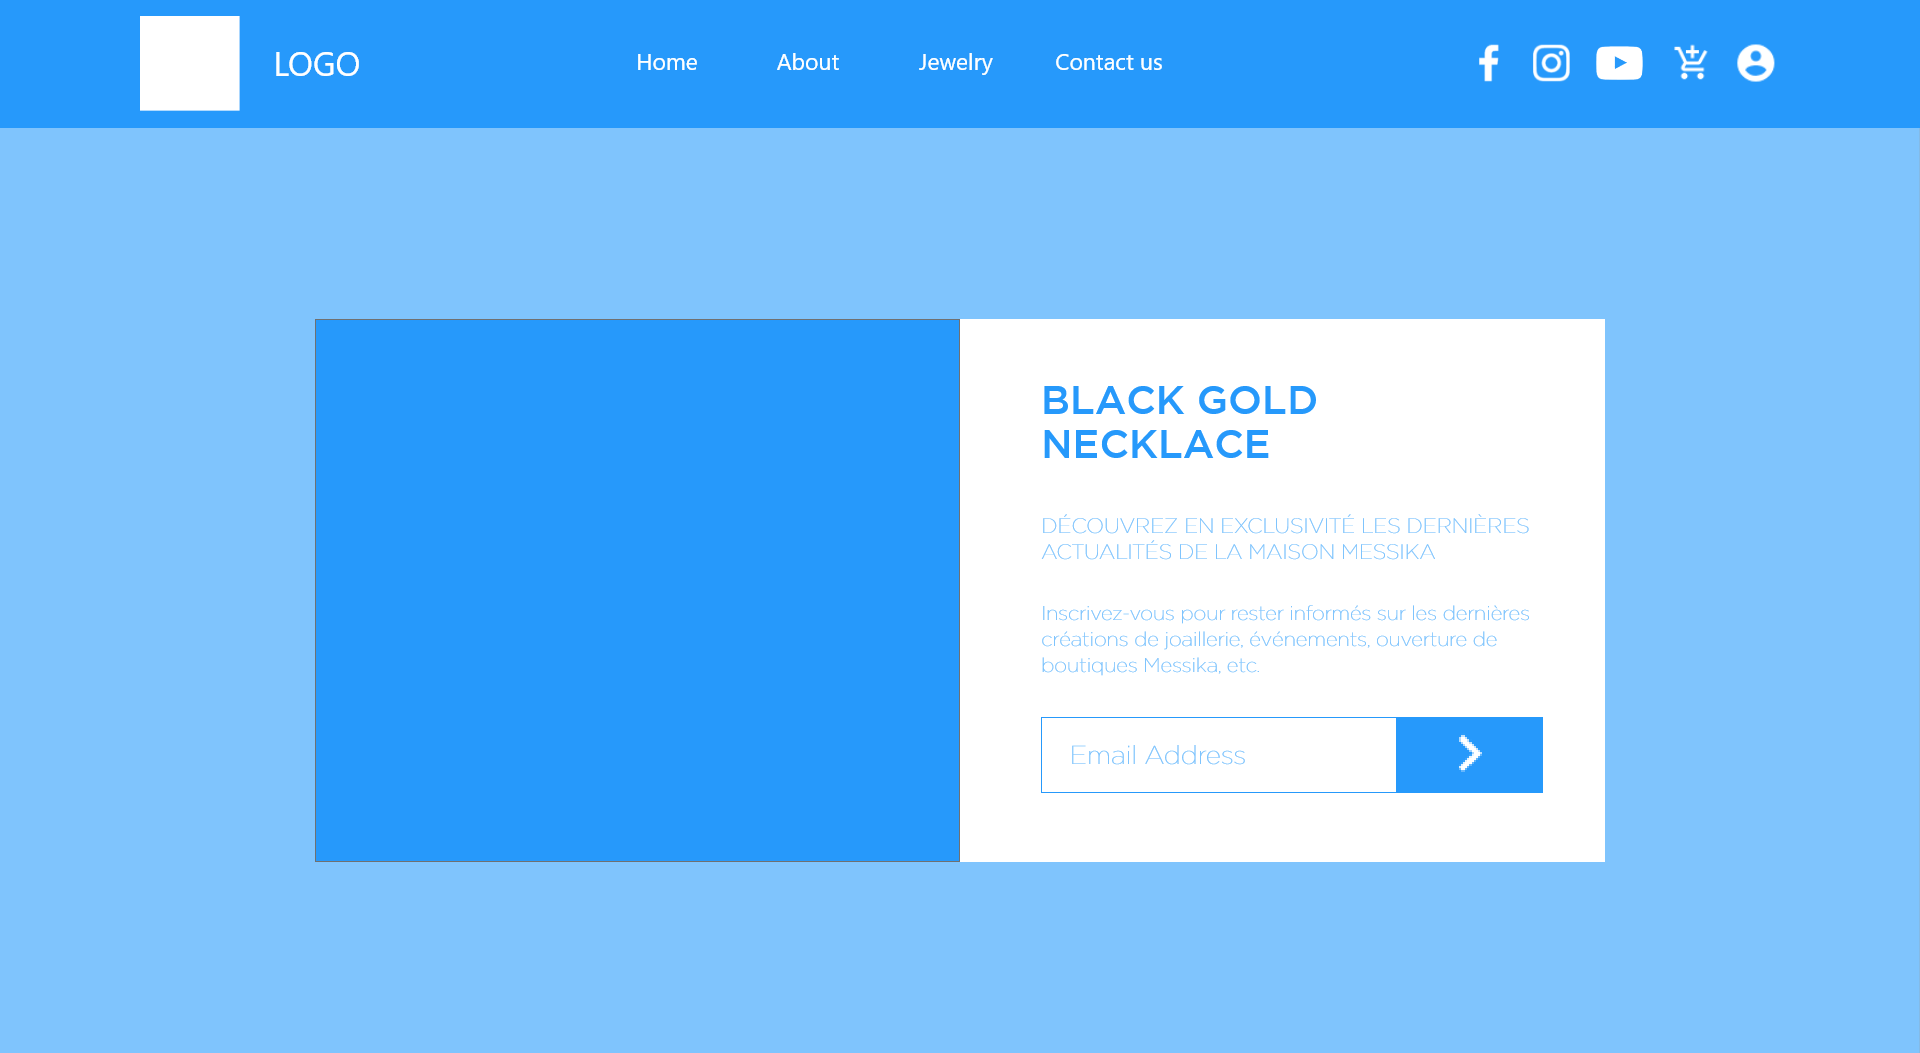 LOGO
Home
About
Jewelry
Contact us
BLACK GOLD
NECKLACE
DÉCOUVREZ EN EXCLUSIVITÉ LES DERNIÈRES
ACTUALITÉS DE LA MAISON MESSIKA
Inscrivez-vous pour rester informés sur les dernières
créations de joaillerie, événements, ouverture de
boutiques Messika, etc.
Email Address